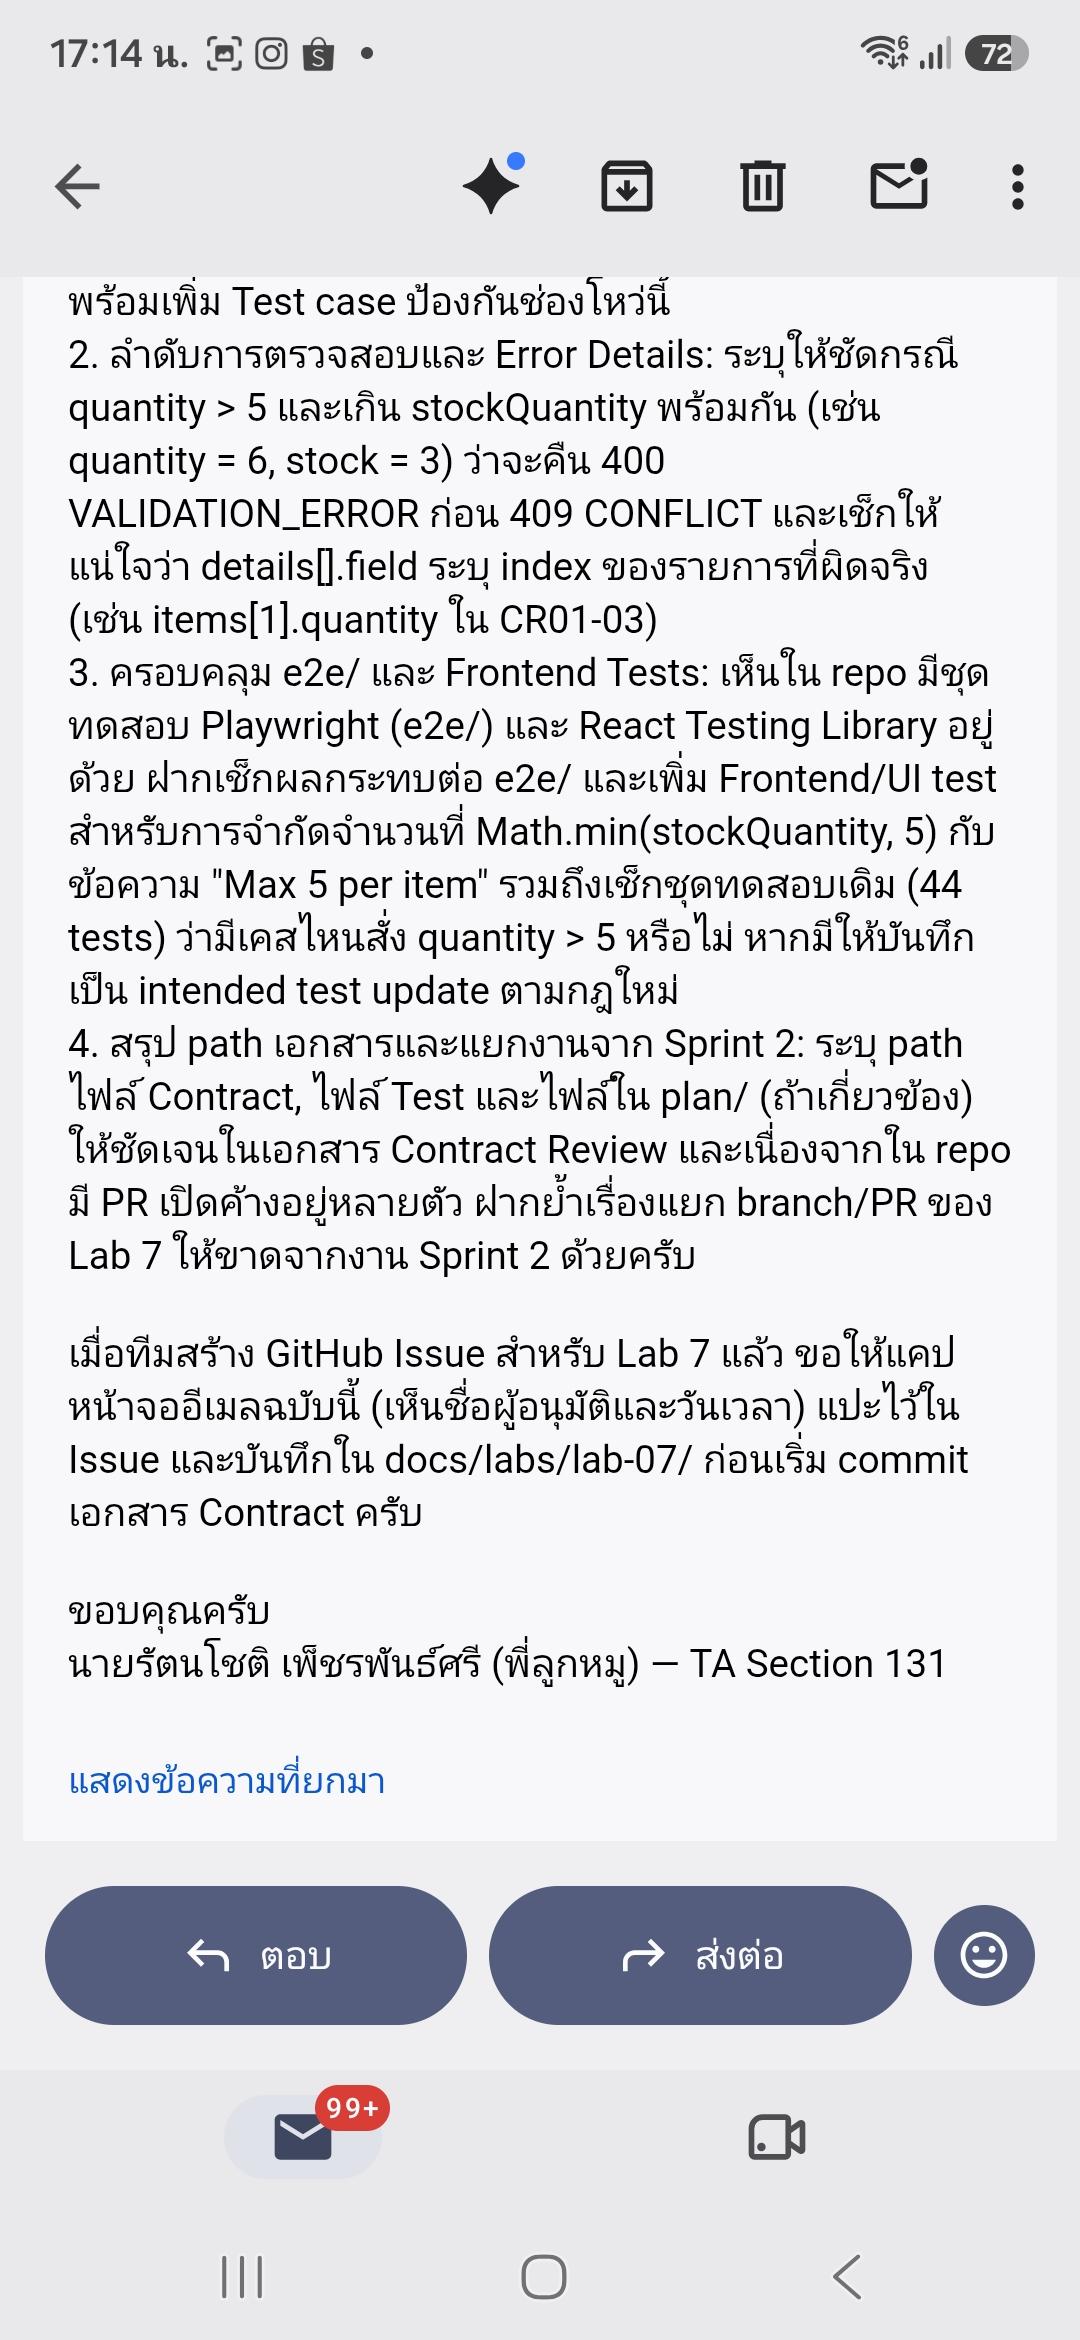 17:14 น.
6
72
พร้อมเพิ่ม Test case ป้องกันช่องโหว่นี้
2. ลำดับการตรวจสอบและ Error Details: ระบุให้ชัดกรณี
quantity > 5 และเกิน stockQuantity พร้อมกัน (เช่น
quantity = 6, stock = 3) ว่าจะคืน 400
VALIDATION_ERROR ก่อน 409 CONFLICT และเช็กให้
แน่ใจว่า details[].field ระบุ index ของรายการที่ผิดจริง
(เช่น items[1].quantity ใน CR01-03)
3. ครอบคลุม e2e/ และ Frontend Tests: เห็นใน repo มีชุด
ทดสอบ Playwright (e2e/) และ React Testing Library อยู่
ด้วย ฝากเช็กผลกระทบต่อ e2e/ และเพิ่ม Frontend/UI test
สำหรับการจำกัดจำนวนที่ Math.min(stockQuantity, 5) กับ
ข้อความ "Max 5 per item" รวมถึงเช็กชุดทดสอบเดิม (44
tests) ว่ามีเคสไหนสั่ง quantity > 5 หรือไม่ หากมีให้บันทึก
เป็น intended test update ตามกฎใหม่
4. สรุป path เอกสารและแยกงานจาก Sprint 2: ระบุ path
ไฟล์ Contract, ไฟล์ Test และไฟล์ใน plan/ (ถ้าเกี่ยวข้อง)
ให้ชัดเจนในเอกสาร Contract Review และเนื่องจากใน repo
มี PR เปิดค้างอยู่หลายตัว ฝากย้ำเรื่องแยก branch/PR ของ
Lab 7 ให้ขาดจากงาน Sprint 2 ด้วยครับ
เมื่อทีมสร้าง GitHub Issue สำหรับ Lab 7 แล้ว ขอให้แคป
หน้าจออีเมลฉบับนี้ (เห็นชื่อผู้อนุมัติและวันเวลา) แปะไว้ใน
Issue และบันทึกใน docs/labs/lab-07/ ก่อนเริ่ม commit
เอกสาร Contract ครับ
ขอบคุณครับ
นายรัตนโชติ เพ็ชรพันธ์ศรี (พี่ลูกหมู) — TA Section 131
แสดงข้อความที่ยกมา
ตอบ
ส่งต่อ
99+